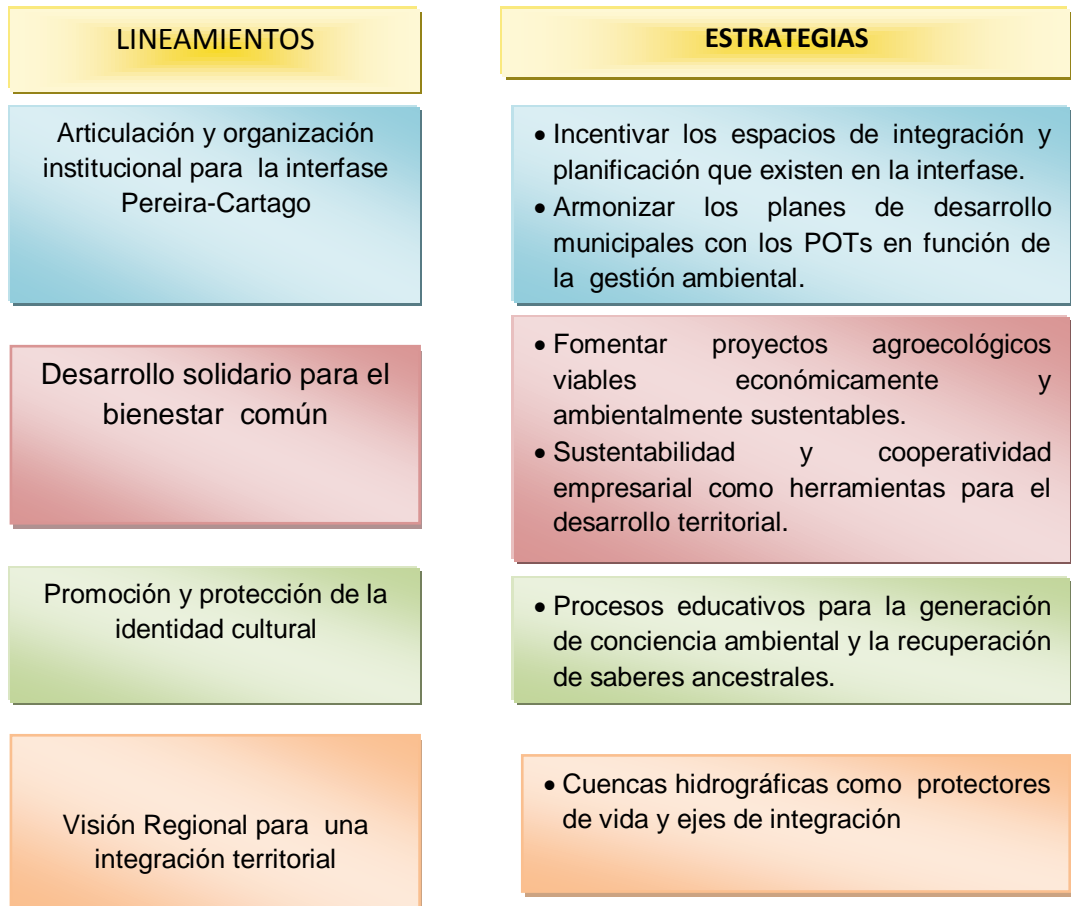 LINEAMIENTOS
ESTRATEGIAS
Articulación y organización
institucional para la interfase
Pereira-Cartago
• Incentivar los espacios de integración y
planificación que existen en la interfase.
• Armonizar los planes de desarrollo
municipales con los POTs en función de
la gestión ambiental.
Desarrollo solidario para el
bienestar común
• Fomentar proyectos agroecológicos
viables económicamente y
ambientalmente sustentables.
• Sustentabilidad y cooperatividad
empresarial como herramientas para el
desarrollo territorial.
Promoción y protección de la
identidad cultural
• Procesos educativos para la generación
de conciencia ambiental y la recuperación
de saberes ancestrales.
Visión Regional para una
integración territorial
• Cuencas hidrográficas como protectores
de vida y ejes de integración